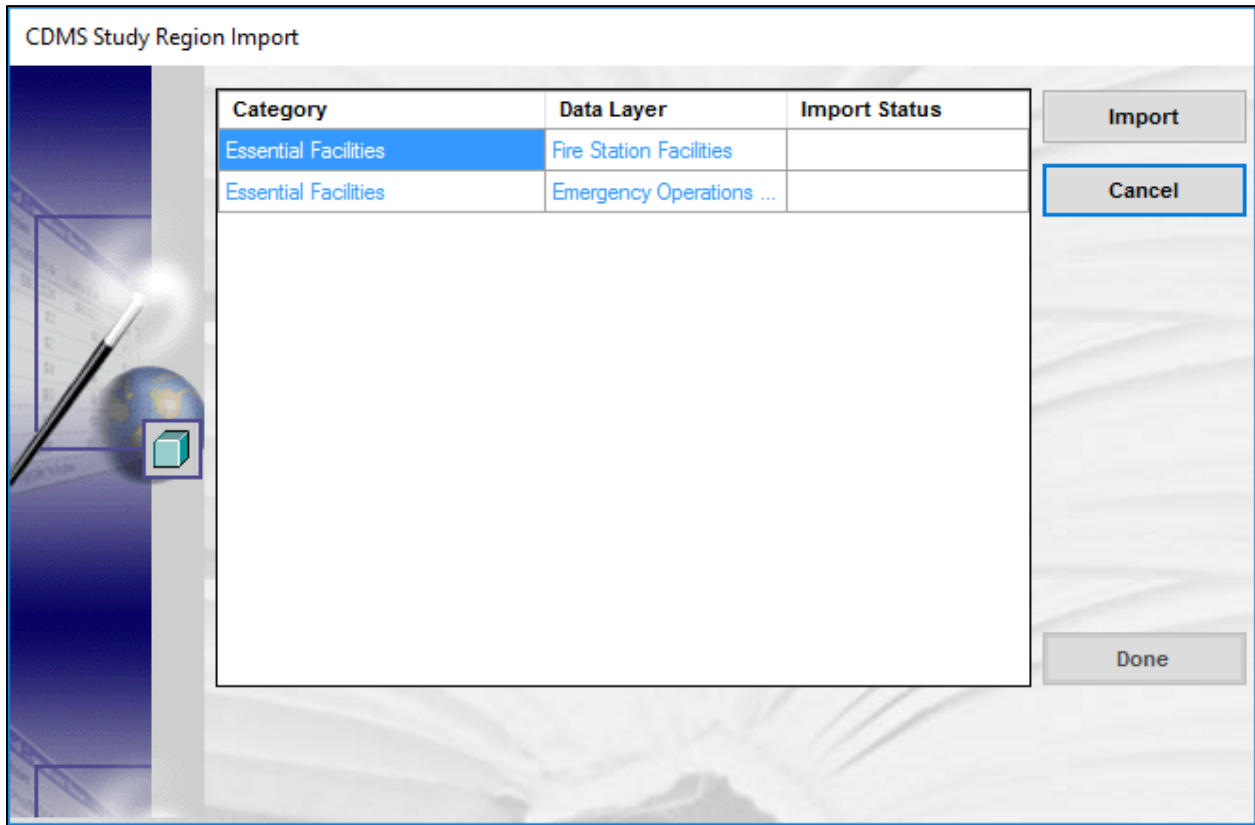 CDMS Study Region Import
Category Data Layer Import Status
Essential Facilities Fire Station Facilities
Essential Facilities Emergency Operations ...
Import
Cancel
Done